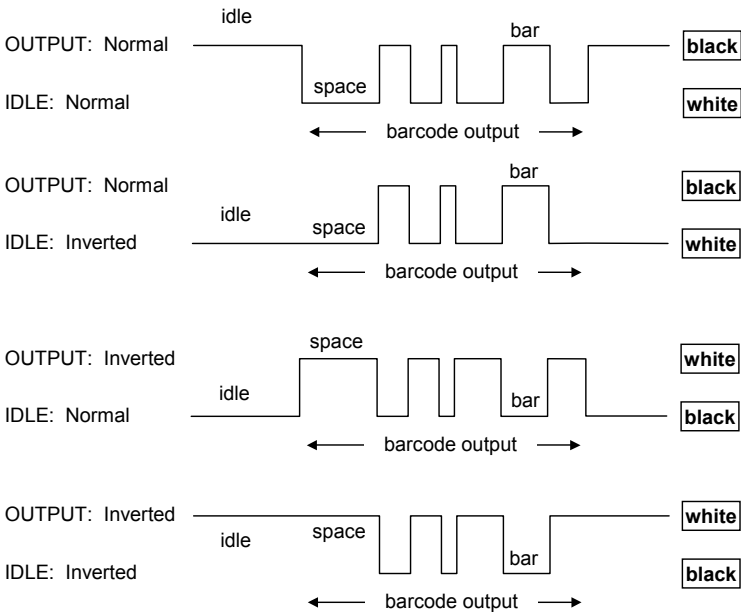 idle
OUTPUT: Normal bar black
space
IDLE: Normal white
barcode output
bar
OUTPUT: Normal black
idle
space
IDLE: Inverted white
barcode output
space
OUTPUT: Inverted white
idle
bar
IDLE: Normal black
barcode output
OUTPUT: Inverted white
idle space
bar
IDLE: Inverted black
barcode output